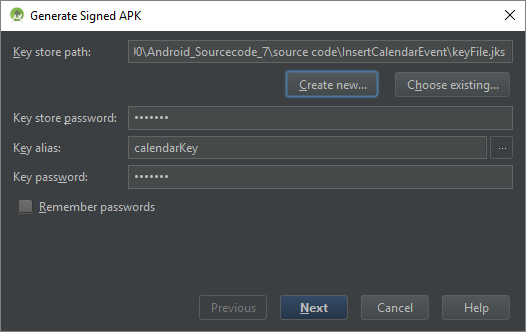 Generate Signed APK
Key store path:
0\Android_Sourcecode_7\source code\InsertCalendarEvent\keyFile.jks
Create new...
Choose existing...
Key store password:
•••••••
Key alias:
calendarKey
...
Key password:
•••••••
Remember passwords
Previous
Next
Cancel
Help